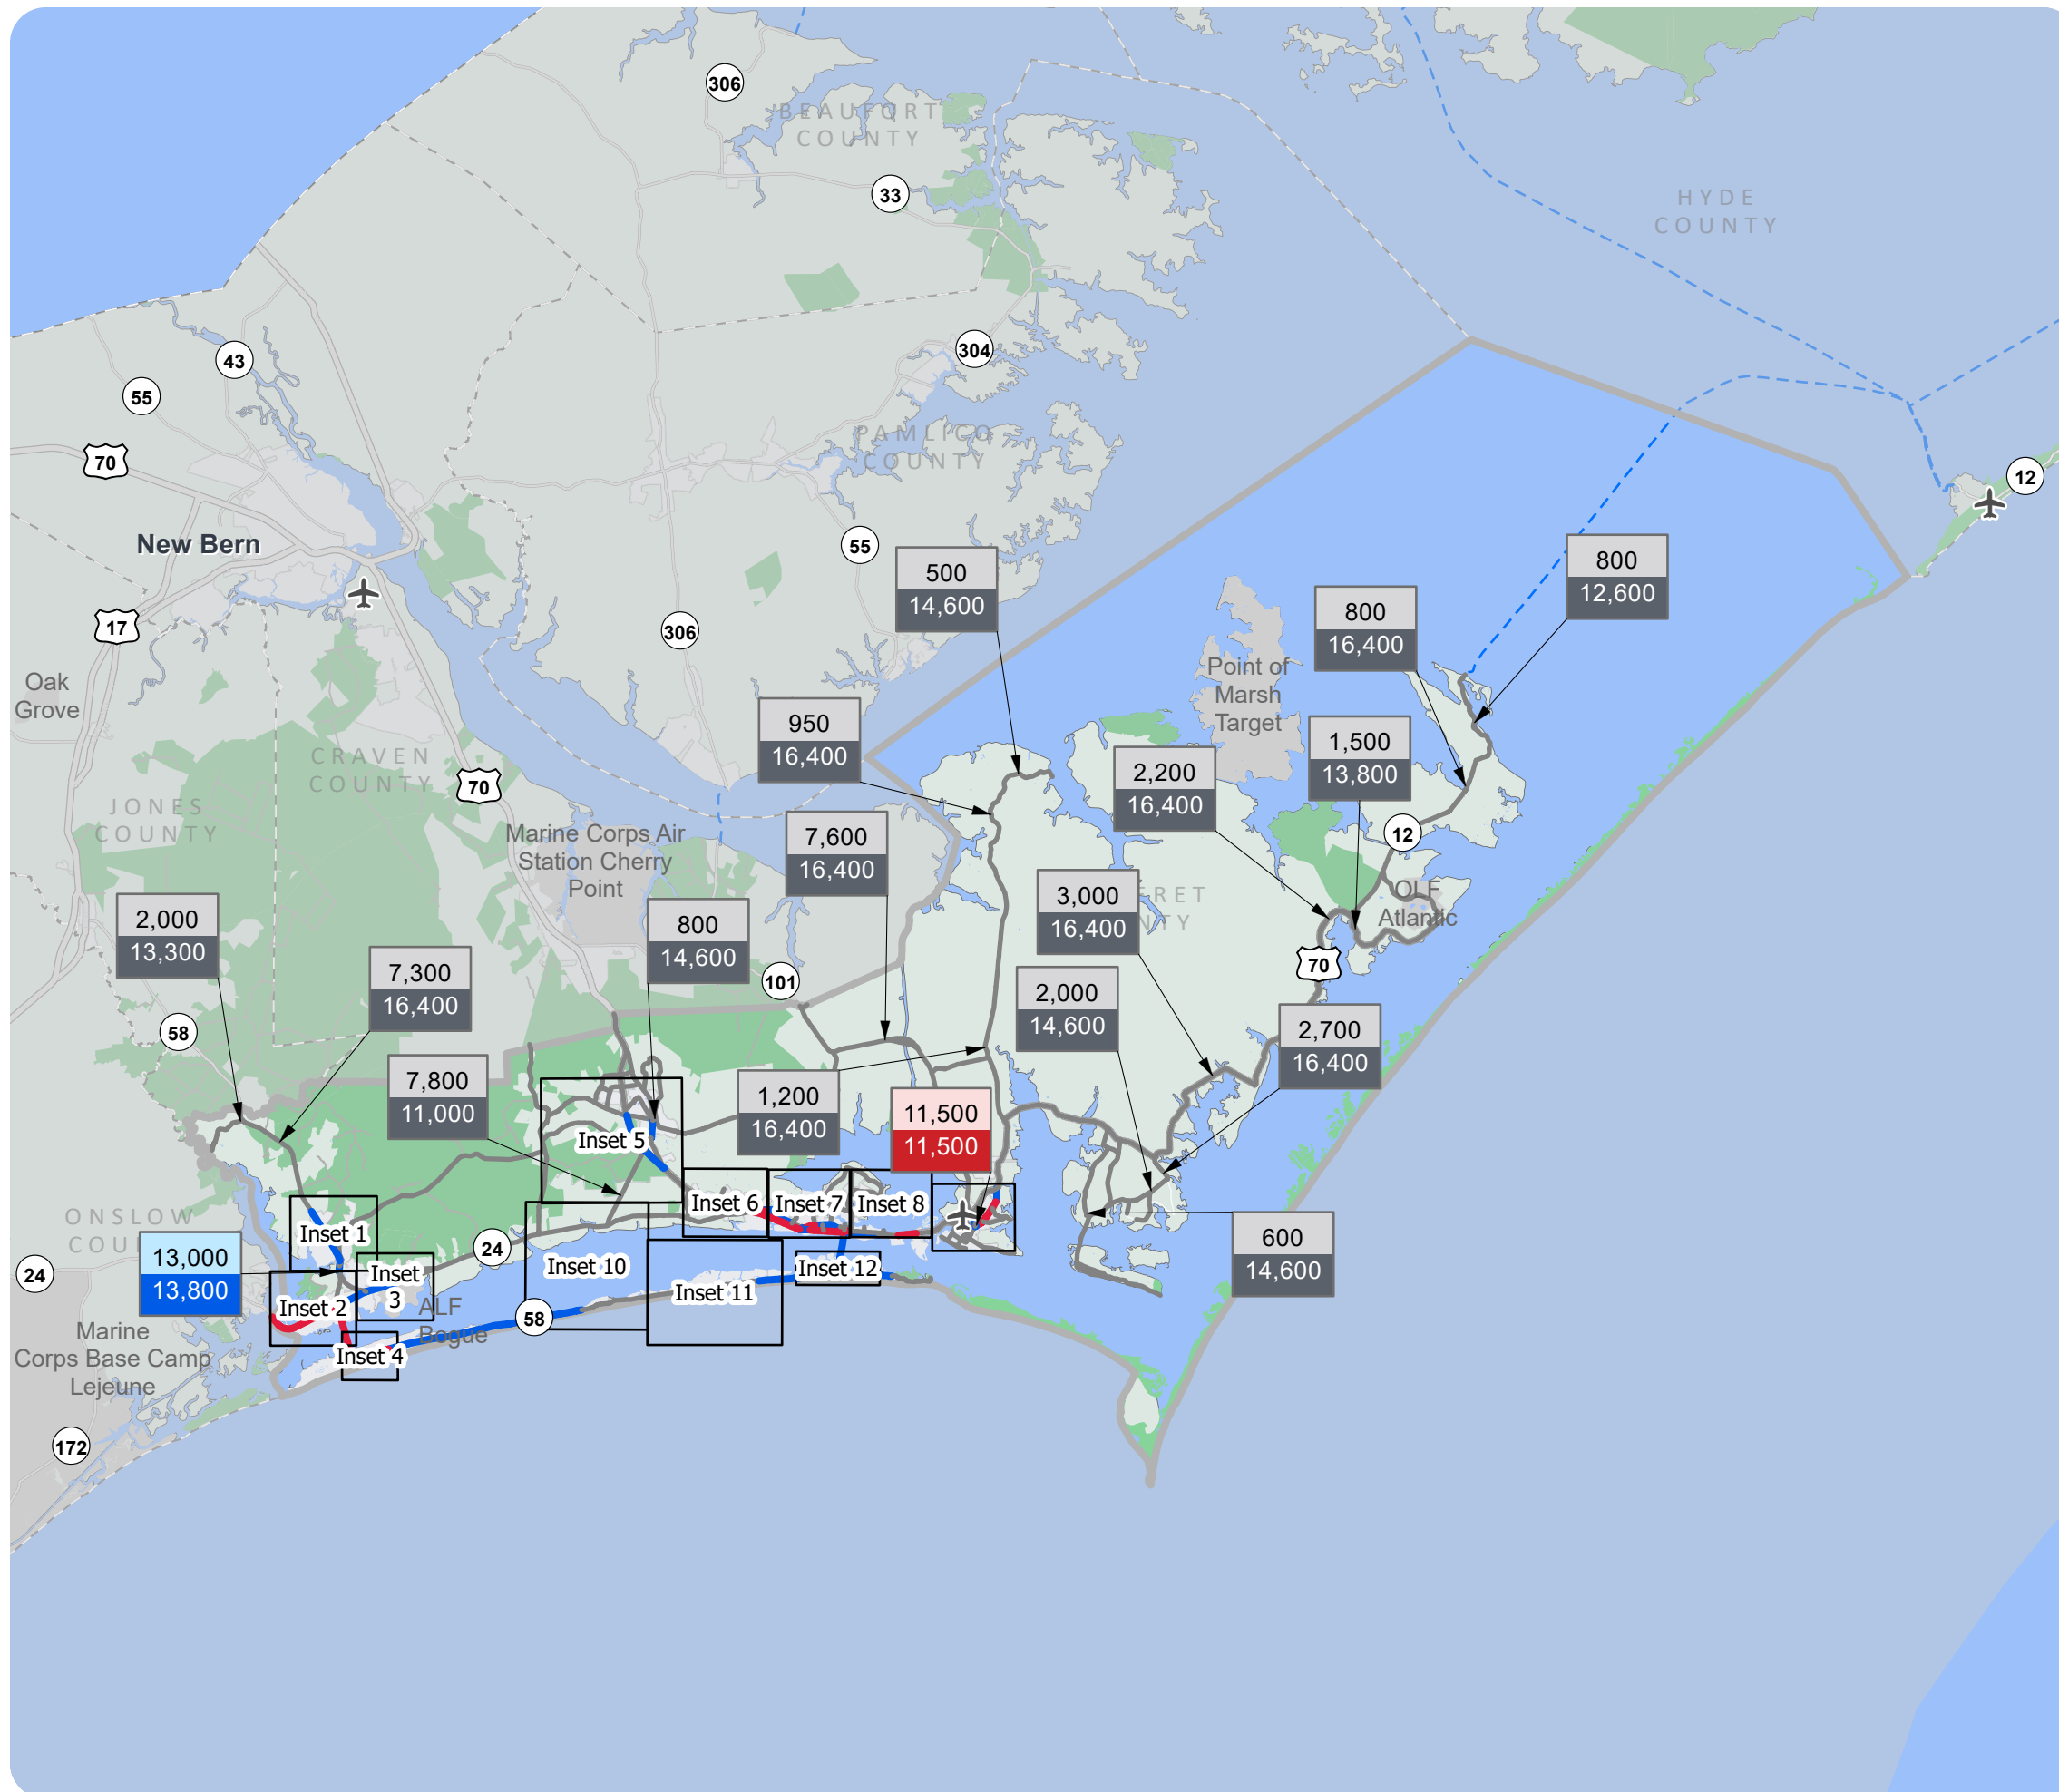 306
BEAUFORT
COUNTY
33
HYDE
COUNTY
43
304
55
70
PAMLICO
COUNTY
12
New Bern
55
500
14,600
800
12,600
17
306
800
16,400
Oak
Grove
Point of
Marsh
Target
950
16,400
1,500
13,800
CRAVEN
COUNTY
70
2,200
16,400
JONES
COUNTY
Marine Corps Air
Station Cherry
Point
7,600
16,400
12
3,000
16,400
RET
NTY
OLF
Atlantic
2,000
13,300
800
14,600
7,300
16,400
101
70
2,000
14,600
58
2,700
16,400
7,800
11,000
1,200
16,400
11,500
11,500
Inset 5
Inset 6
Inset 7
Inset 8
ONSLOW
COU
Inset 1
24
600
14,600
13,000
13,800
24
Inset
3
Inset 10
Inset 12
Inset 11
Inset 2
ALF
Bogue
58
Marine
Corps Base Camp
Lejeune
Inset 4
172